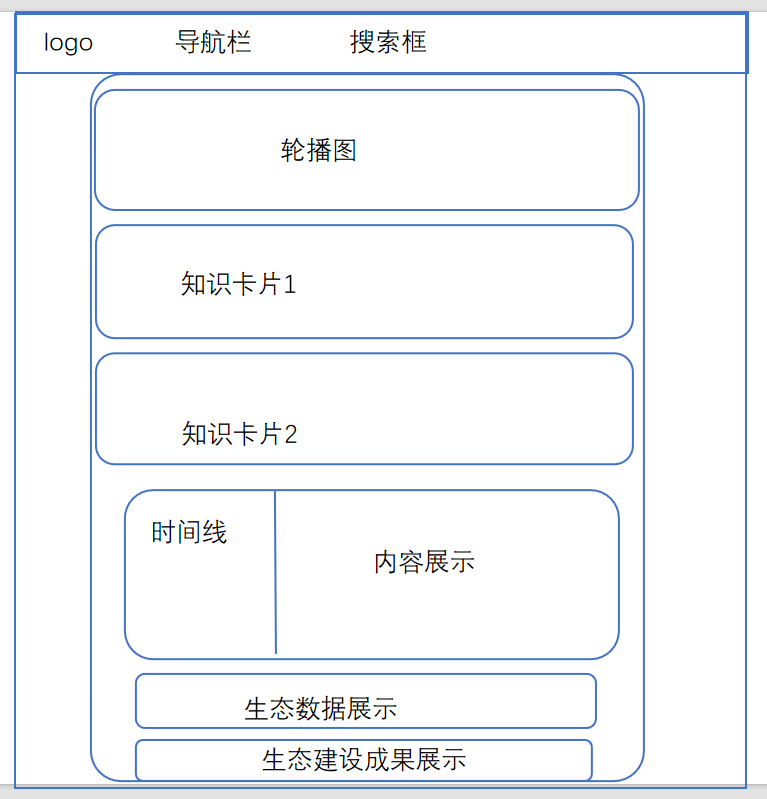 logo 导航栏 搜索框
轮播图
知识卡片1
知识卡片2
时间线
内容展示
生态数据展示
生态建设成果展示